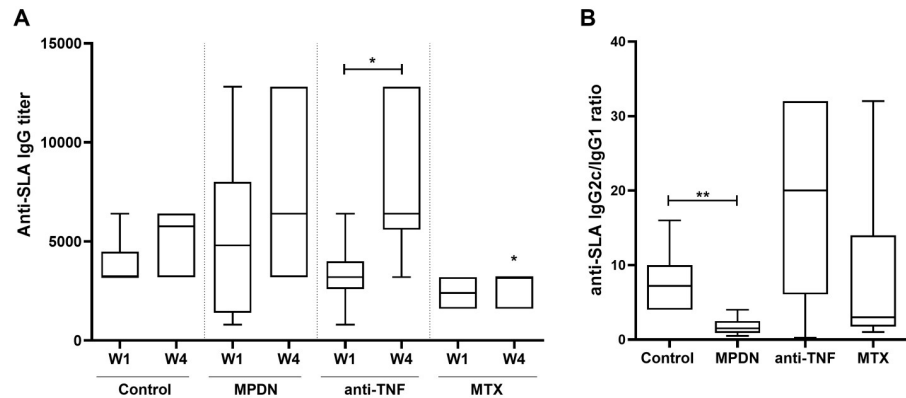 A
Anti-SLA IgG titer
15000
10000
5000
0
*
*
W1 W4 W1 W4 W1 W4 W1 W4
Control MPDN anti-TNF MTX
B
anti-SLA IgG2c/IgG1 ratio
40
30
20
10
0
**
Control MPDN anti-TNF MTX